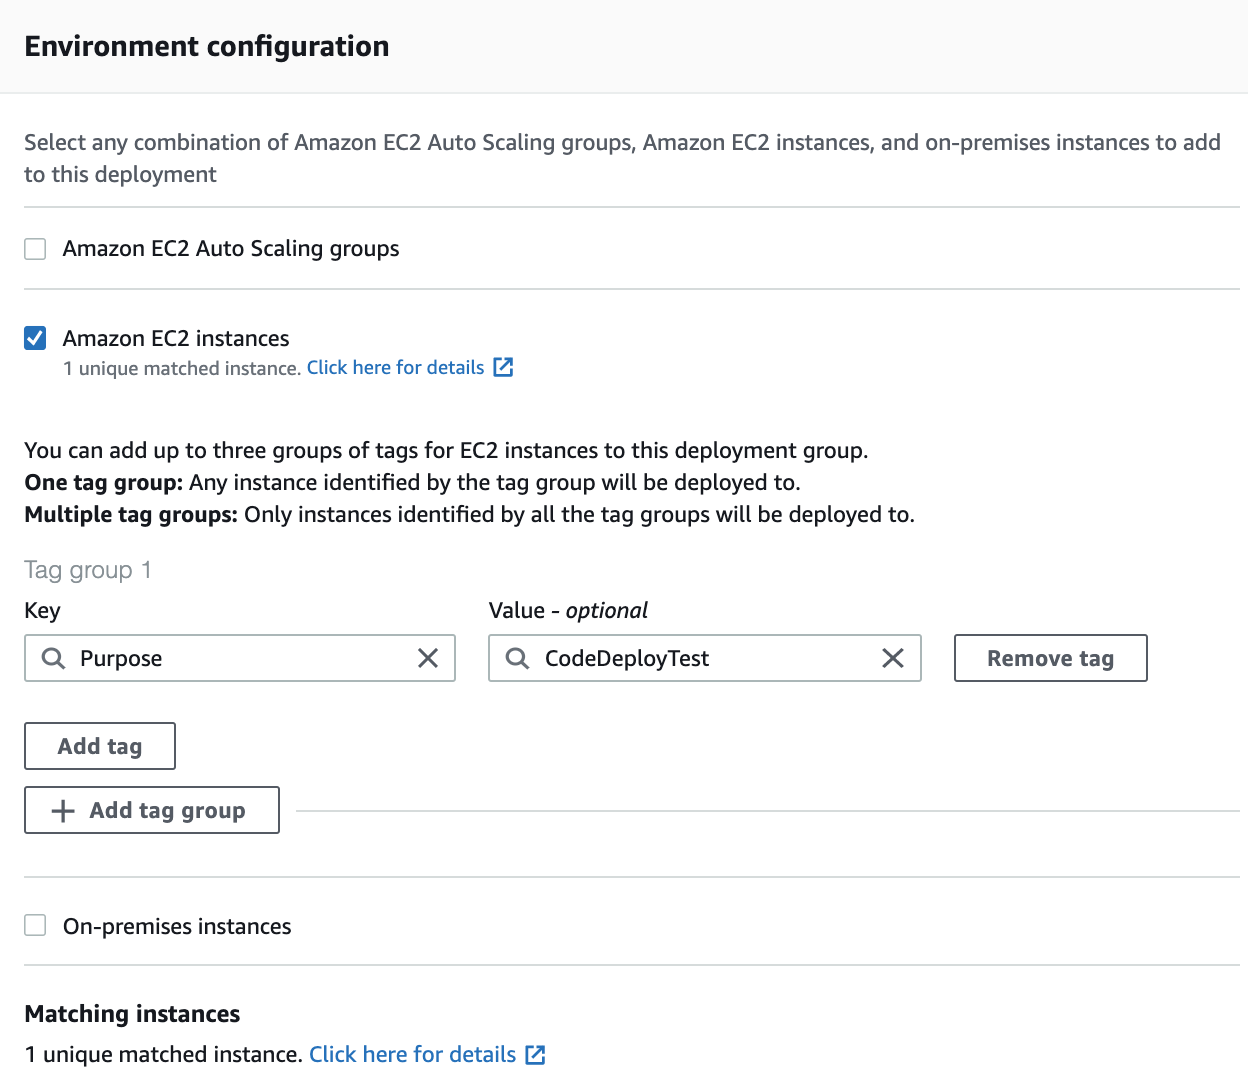 Environment configuration
Select any combination of Amazon EC2 Auto Scaling groups, Amazon EC2 instances, and on-premises instances to add
to this deployment
Amazon EC2 Auto Scaling groups
Amazon EC2 instances
1 unique matched instance. Click here for details
You can add up to three groups of tags for EC2 instances to this deployment group.
One tag group: Any instance identified by the tag group will be deployed to.
Multiple tag groups: Only instances identified by all the tag groups will be deployed to.
Tag group 1
Key Value - optional
Purpose CodeDeployTest Remove tag
Add tag
Add tag group
On-premises instances
Matching instances
1 unique matched instance. Click here for details